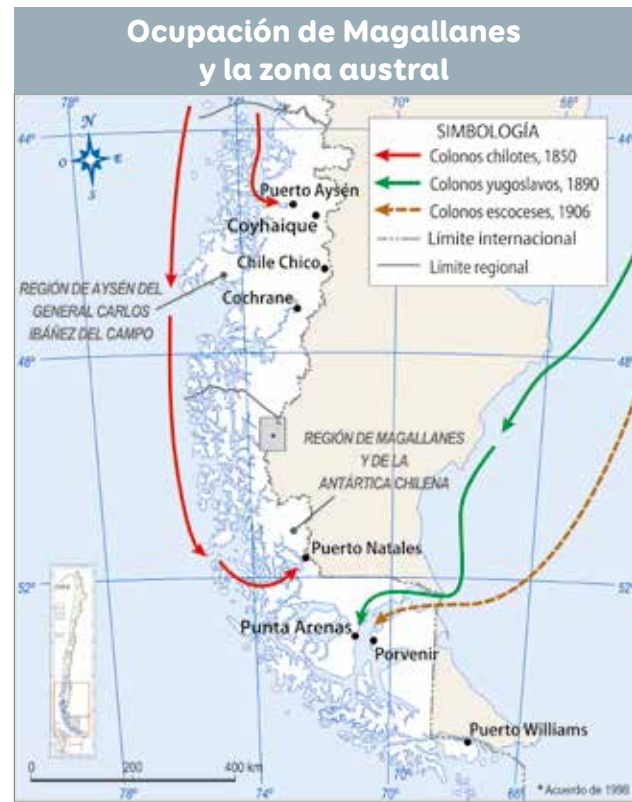 Ocupación de Magallanes
y la zona austral
78°
74°
70°
66°
N
O
E
S
44°
44°
SIMBOLOGÍA
Colonos chilotes, 1850
Colonos yugoslavos, 1890
Colonos escoceses, 1906
Límite internacional
Límite regional
Puerto Aysén
Coyhaique
Chile Chico
Cochrane
REGIÓN DE AYSÉN DEL
GENERAL CARLOS
IBÁÑEZ DEL CAMPO
48°
48°
REGIÓN DE MAGALLANES
Y DE LA
ANTÁRTICA CHILENA
Puerto Natales
52°
52°
Punta Arenas
Porvenir
Puerto Williams
0
200
400 km
78°
74°
70°
68°
* Acuerdo de 1998